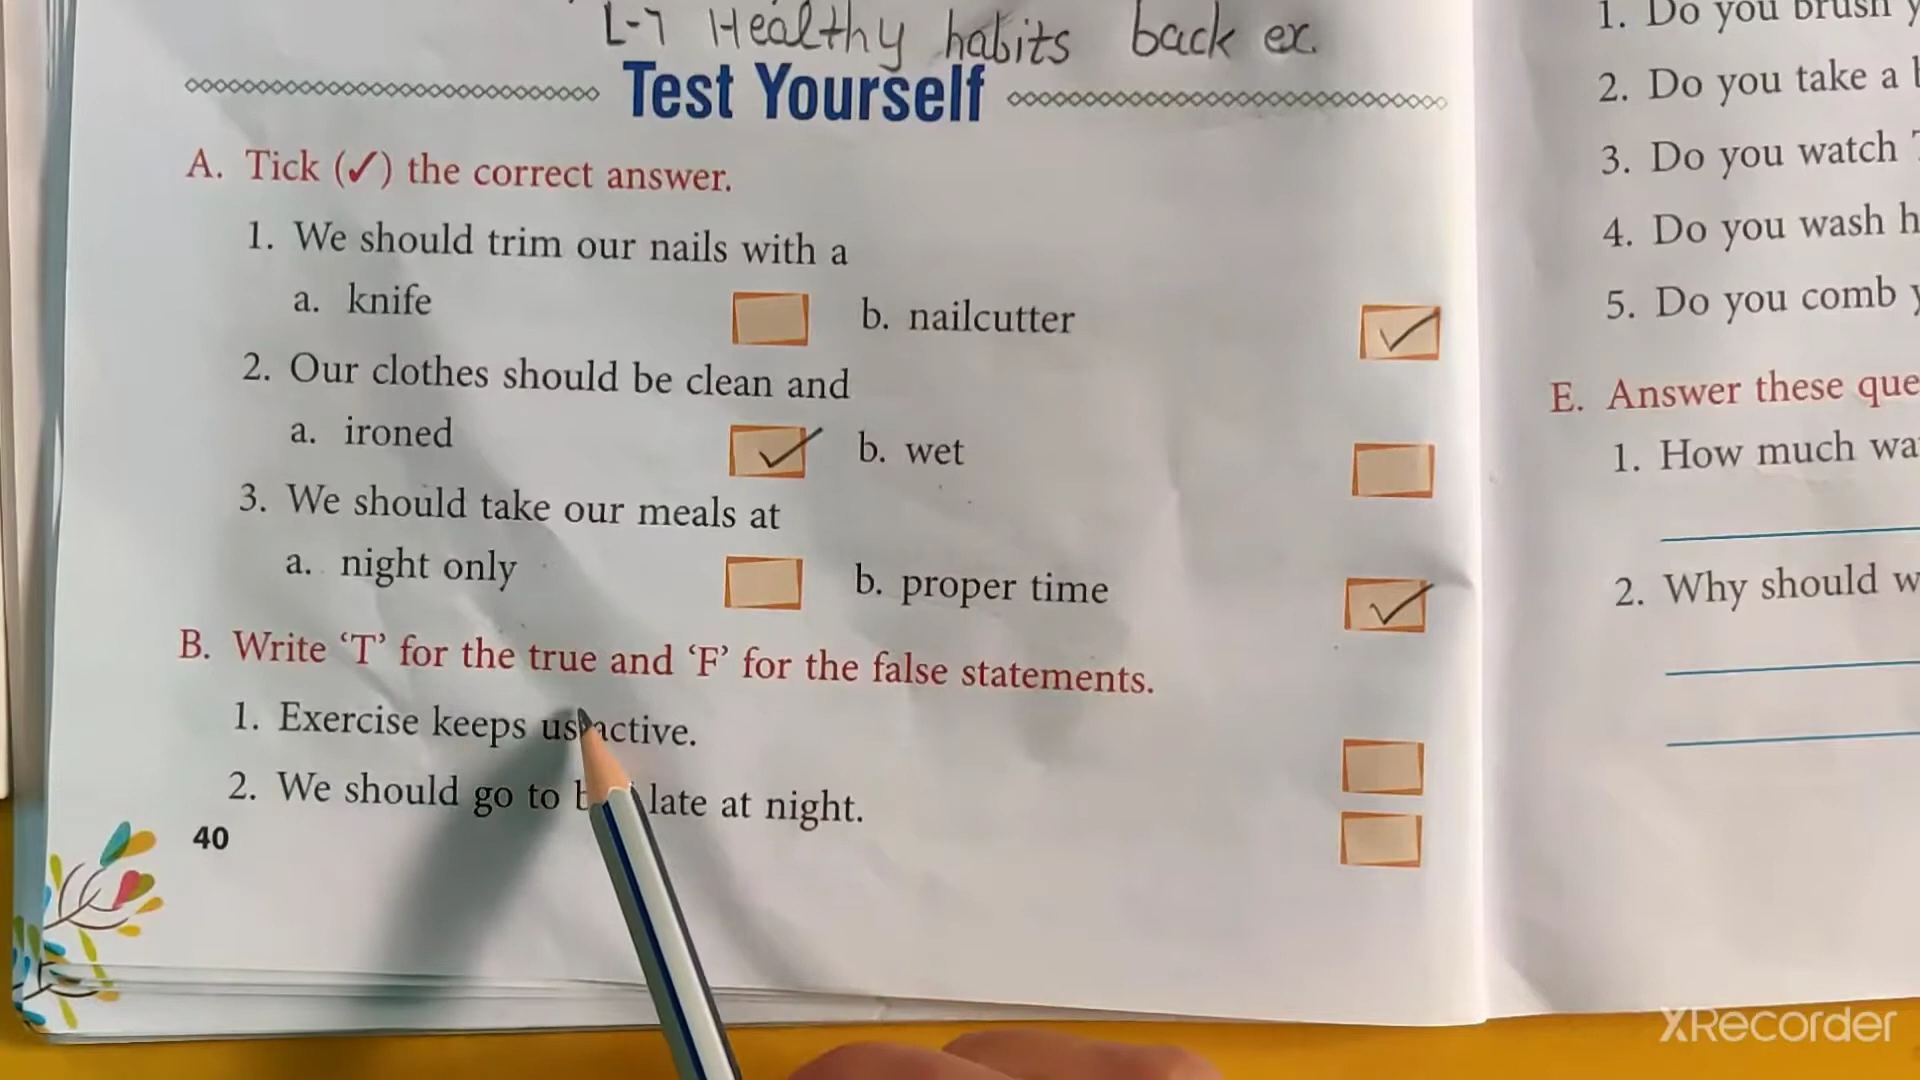 L-7 Healthy habits back ex.
Test Yourself
A. Tick (✓) the correct answer.
1. We should trim our nails with a
a. knife b. nailcutter ✓
2. Our clothes should be clean and
a. ironed ✓ b. wet
3. We should take our meals at
a. night only b. proper time ✓
B. Write ‘T’ for the true and ‘F’ for the false statements.
1. Exercise keeps us active.
2. We should go to late at night.
40
1. Do you brush
2. Do you take a
3. Do you watch
4. Do you wash
5. Do you comb
E. Answer these
1. How much
2. Why should
XRecorder